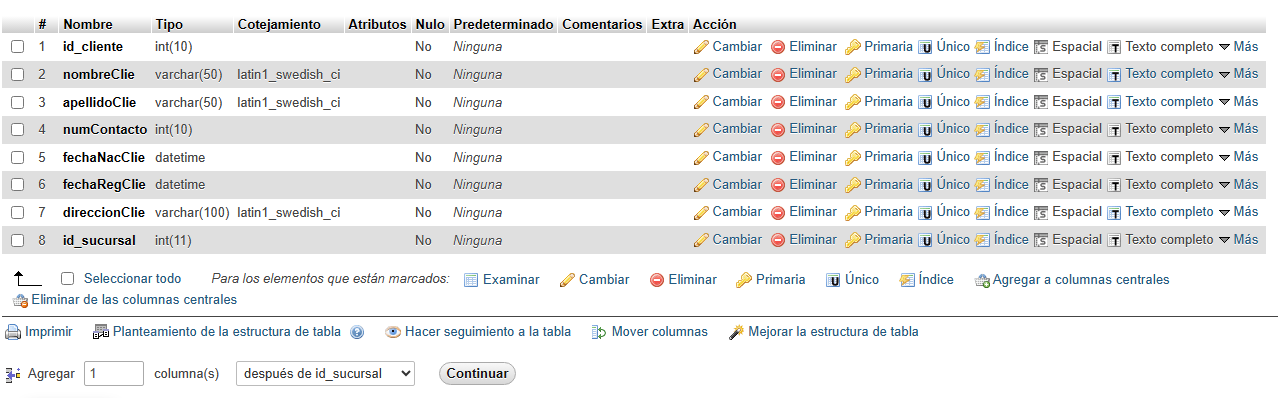 # Nombre Tipo Cotejamiento Atributos Nulo Predeterminado Comentarios Extra Acción
1 id_cliente int(10) No Ninguna Cambiar Eliminar Primaria Único Índice Espacial Texto completo Más
2 nombreClie varchar(50) latin1_swedish_ci No Ninguna Cambiar Eliminar Primaria Único Índice Espacial Texto completo Más
3 apellidoClie varchar(50) latin1_swedish_ci No Ninguna Cambiar Eliminar Primaria Único Índice Espacial Texto completo Más
4 numContacto int(10) No Ninguna Cambiar Eliminar Primaria Único Índice Espacial Texto completo Más
5 fechaNacClie datetime No Ninguna Cambiar Eliminar Primaria Único Índice Espacial Texto completo Más
6 fechaRegClie datetime No Ninguna Cambiar Eliminar Primaria Único Índice Espacial Texto completo Más
7 direccionClie varchar(100) latin1_swedish_ci No Ninguna Cambiar Eliminar Primaria Único Índice Espacial Texto completo Más
8 id_sucursal int(11) No Ninguna Cambiar Eliminar Primaria Único Índice Espacial Texto completo Más
Seleccionar todo Para los elementos que están marcados: Examinar Cambiar Eliminar Primaria Único Índice Agregar a columnas centrales
Eliminar de las columnas centrales
Imprimir Planteamiento de la estructura de tabla Hacer seguimiento a la tabla Mover columnas Mejorar la estructura de tabla
Agregar 1 columna(s) después de id_sucursal Continuar